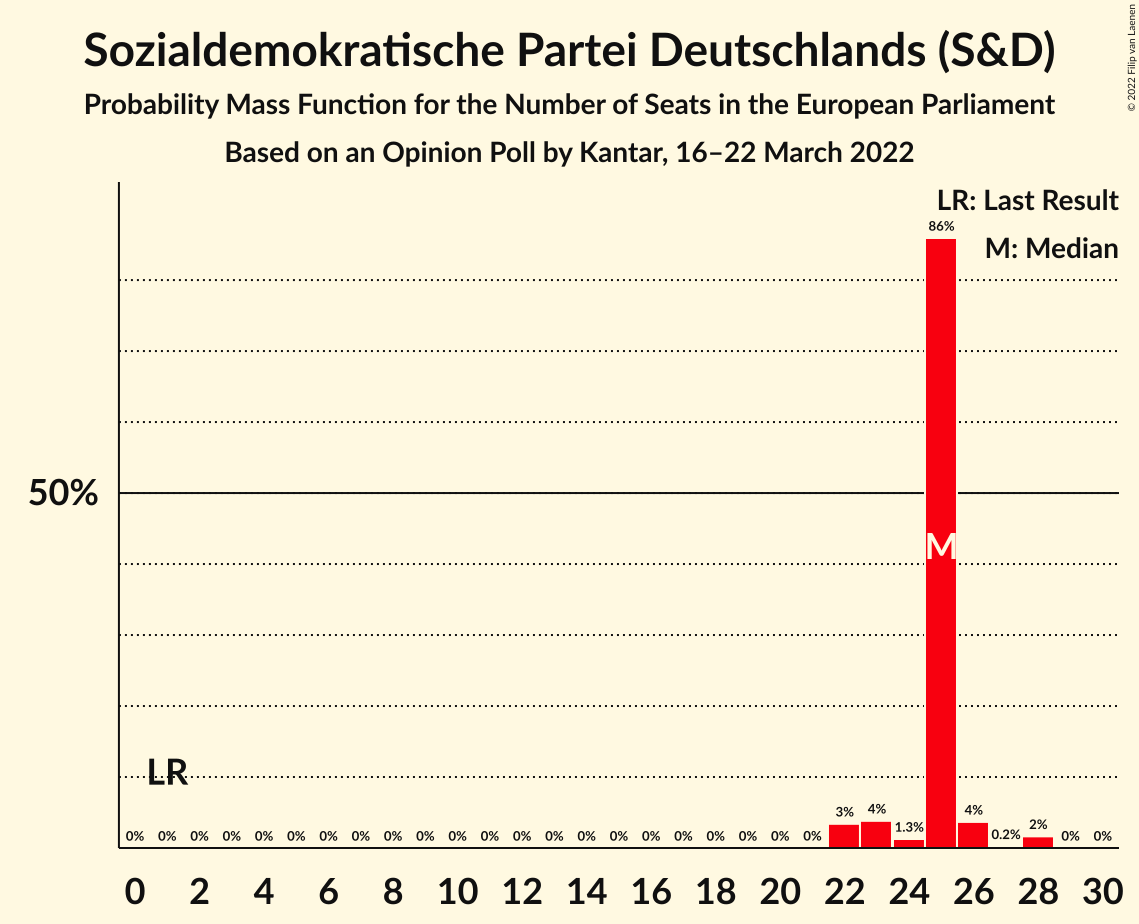 Sozialdemokratische Partei Deutschlands (S&D)
Probability Mass Function for the Number of Seats in the European Parliament
Based on an Opinion Poll by Kantar, 16–22 March 2022
© 2022 Filip van Laenen
LR: Last Result
M: Median
86%
50%
M
LR
0% 0% 0% 0% 0% 0% 0% 0% 0% 0% 0% 0% 0% 0% 0% 0% 0% 0% 0% 0% 0% 0% 3% 4% 1.3% 4% 0.2% 2% 0% 0%
0 2 4 6 8 10 12 14 16 18 20 22 24 26 28 30